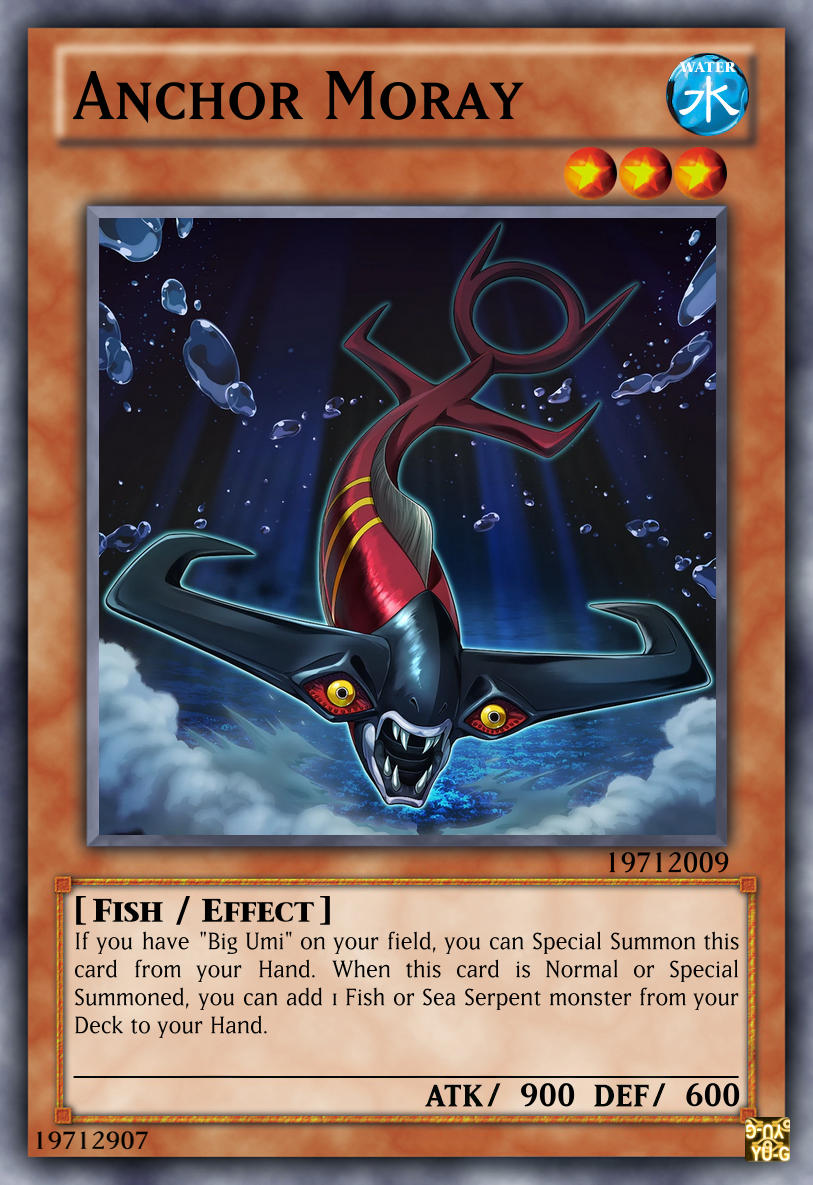 Anchor Moray
WATER
水
19712009
[ Fish / Effect ]
If you have "Big Umi" on your field, you can Special Summon this
card from your Hand. When this card is Normal or Special
Summoned, you can add 1 Fish or Sea Serpent monster from your
Deck to your Hand.
ATK/ 900 DEF/ 600
19712907
YU-G